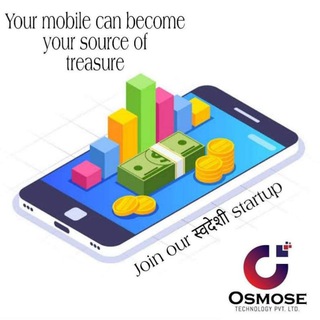 Your mobile can become
your source of
treasure
Join our स्वदेशी startup
OSMOSE
TECHNOLOGY PVT. LTD.